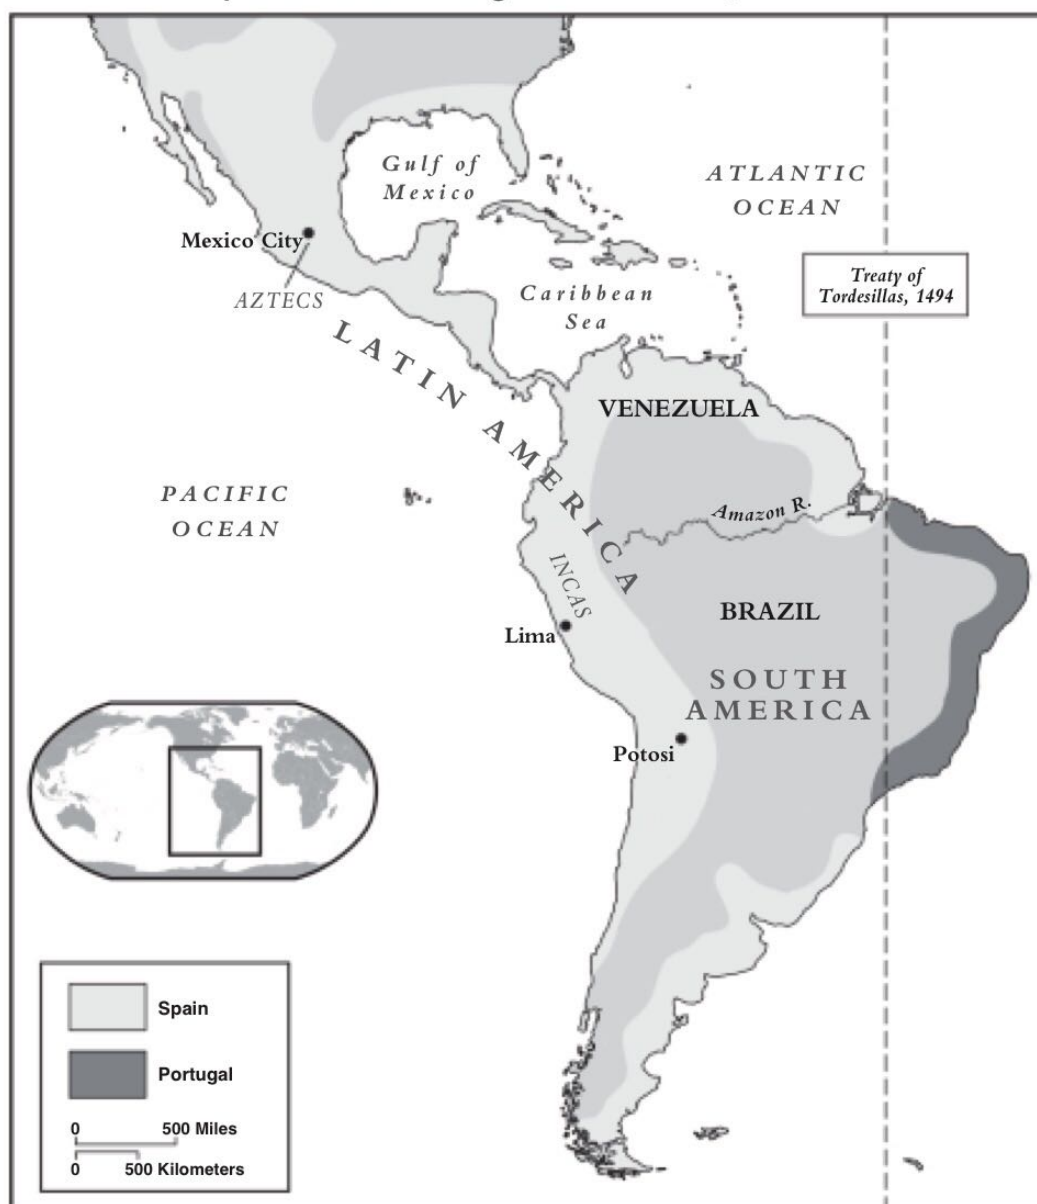 Gulf of
Mexico
ATLANTIC
OCEAN
Mexico City
AZTECS
Treaty of
Tordesillas, 1494
Caribbean
Sea
LATIN AMERICA
VENEZUELA
PACIFIC
OCEAN
Amazon R.
INCAS
BRAZIL
Lima
SOUTH
AMERICA
Potosi
Spain
Portugal
0 500 Miles
0 500 Kilometers